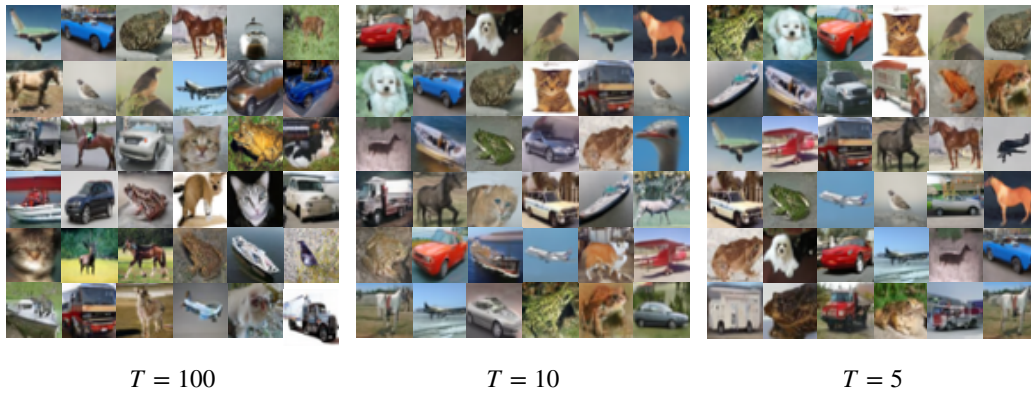 T = 100
T = 10
T = 5